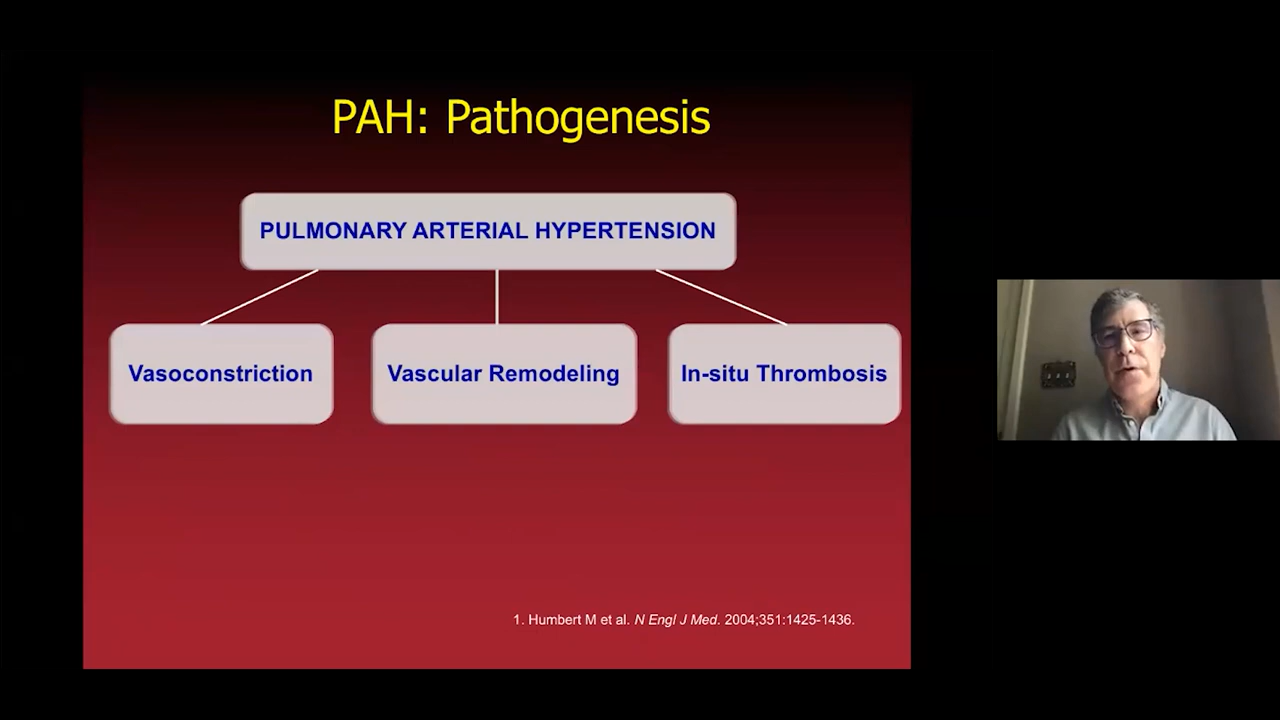 PAH: Pathogenesis
PULMONARY ARTERIAL HYPERTENSION
Vasoconstriction
Vascular Remodeling
In-situ Thrombosis
1. Humbert M et al. N Engl J Med. 2004;351:1425-1436.